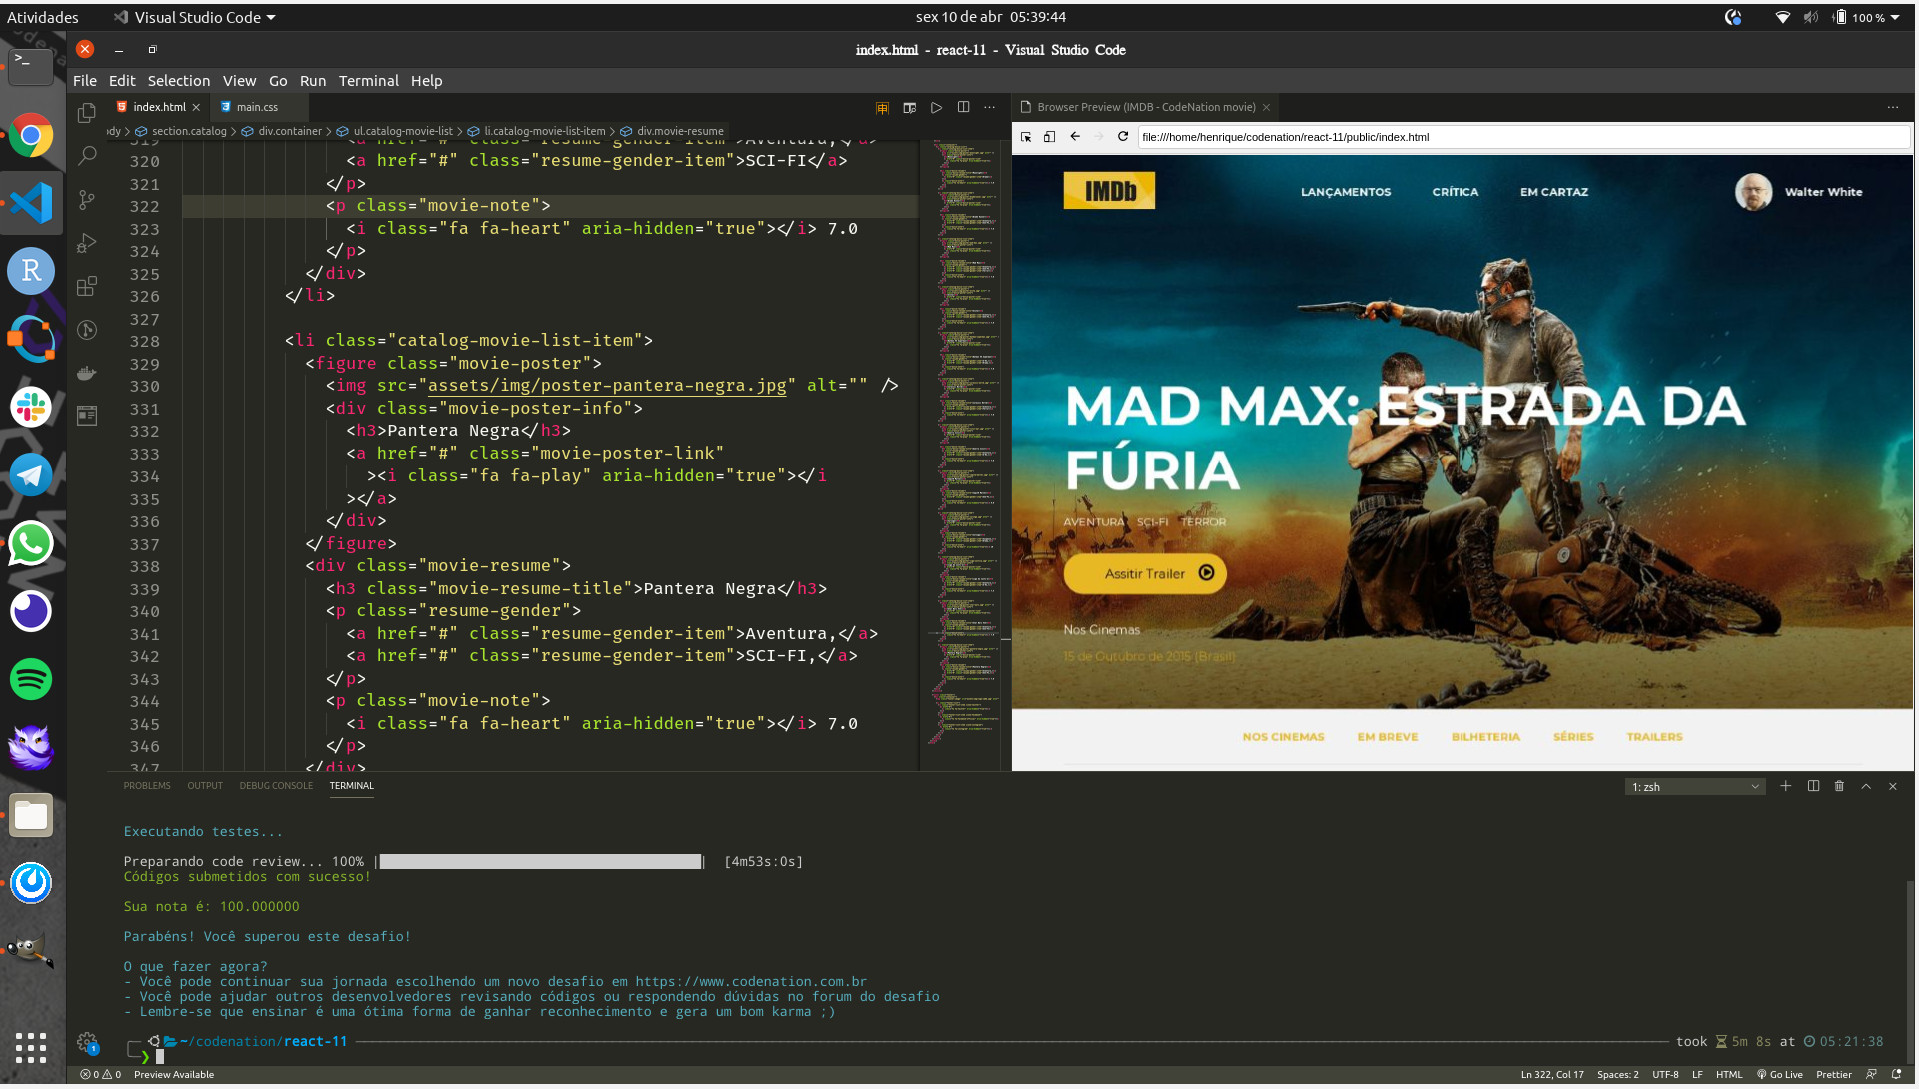 Atividades
Visual Studio Code
sex 10 de abr 05:39:44
100 %
index.html - react-11 - Visual Studio Code
File Edit Selection View Go Run Terminal Help
index.html
main.css
Browser Preview (IMDB - CodeNation movie)
dy > section.catalog > div.container > ul.catalog-movie-list > li.catalog-movie-list-item > div.movie-resume
file:///home/henrique/codenation/react-11/public/index.html
319 <a href="#" class="resume-gender-item">Aventura,</a>
320 <a href="#" class="resume-gender-item">SCI-FI</a>
321 </p>
322 <p class="movie-note">
323 <i class="fa fa-heart" aria-hidden="true"></i> 7.0
324 </p>
325 </div>
326 </li>
327
328 <li class="catalog-movie-list-item">
329 <figure class="movie-poster">
330 <img src="assets/img/poster-pantera-negra.jpg" alt="" />
331 <div class="movie-poster-info">
332 <h3>Pantera Negra</h3>
333 <a href="#" class="movie-poster-link"
334 ><i class="fa fa-play" aria-hidden="true"></i
335 ></a>
336 </div>
337 </figure>
338 <div class="movie-resume">
339 <h3 class="movie-resume-title">Pantera Negra</h3>
340 <p class="resume-gender">
341 <a href="#" class="resume-gender-item">Aventura,</a>
342 <a href="#" class="resume-gender-item">SCI-FI,</a>
343 </p>
344 <p class="movie-note">
345 <i class="fa fa-heart" aria-hidden="true"></i> 7.0
346 </p>
347 </div>
IMDb
LANÇAMENTOS CRÍTICA EM CARTAZ
Walter White
MAD MAX: ESTRADA DA
FÚRIA
AVENTURA SCI-FI TERROR
Assitir Trailer
Nos Cinemas
15 de Outubro de 2015 (Brasil)
NOS CINEMAS EM BREVE BILHETERIA SÉRIES TRAILERS
PROBLEMS OUTPUT DEBUG CONSOLE TERMINAL
1: zsh
Executando testes...
Preparando code review... 100% | | [4m53s:0s]
Códigos submetidos com sucesso!
Sua nota é: 100.000000
Parabéns! Você superou este desafio!
O que fazer agora?
- Você pode continuar sua jornada escolhendo um novo desafio em https://www.codenation.com.br
- Você pode ajudar outros desenvolvedores revisando códigos ou respondendo dúvidas no forum do desafio
- Lembre-se que ensinar é uma ótima forma de ganhar reconhecimento e gera um bom karma ;)
~/codenation/react-11
took 5m 8s at 05:21:38
❯
1
0 0 Preview Available
Ln 322, Col 17 Spaces: 2 UTF-8 LF HTML Go Live Prettier